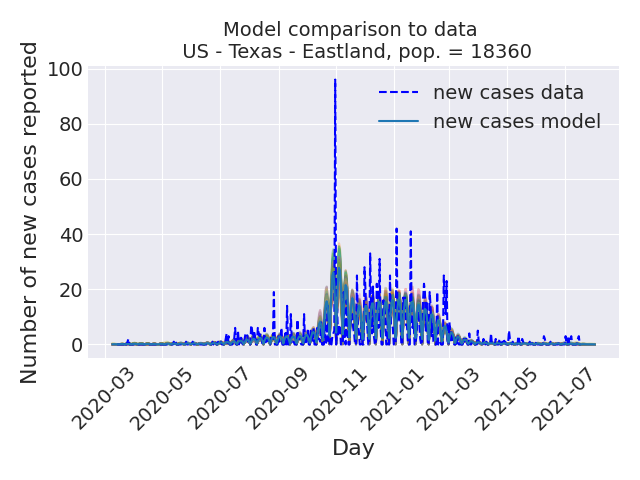 Model comparison to data
US - Texas - Eastland, pop. = 18360
Number of new cases reported
100
80
60
40
20
0
new cases data
new cases model
2020-03
2020-05
2020-07
2020-09
2020-11
2021-01
2021-03
2021-05
2021-07
Day